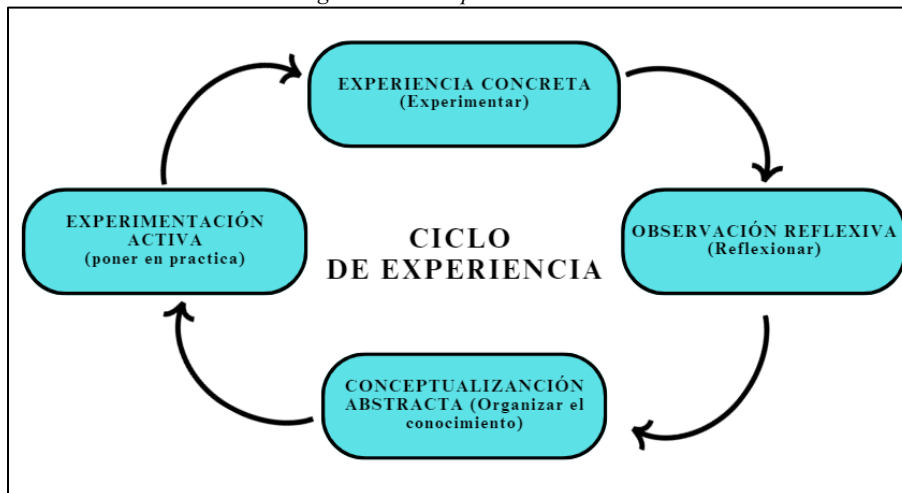 EXPERIENCIA CONCRETA
(Experimentar)
OBSERVACIÓN REFLEXIVA
(Reflexionar)
EXPERIMENTACIÓN
ACTIVA
(poner en practica)
CICLO
DE EXPERIENCIA
CONCEPTUALIZANCIÓN
ABSTRACTA (Organizar el
conocimiento)